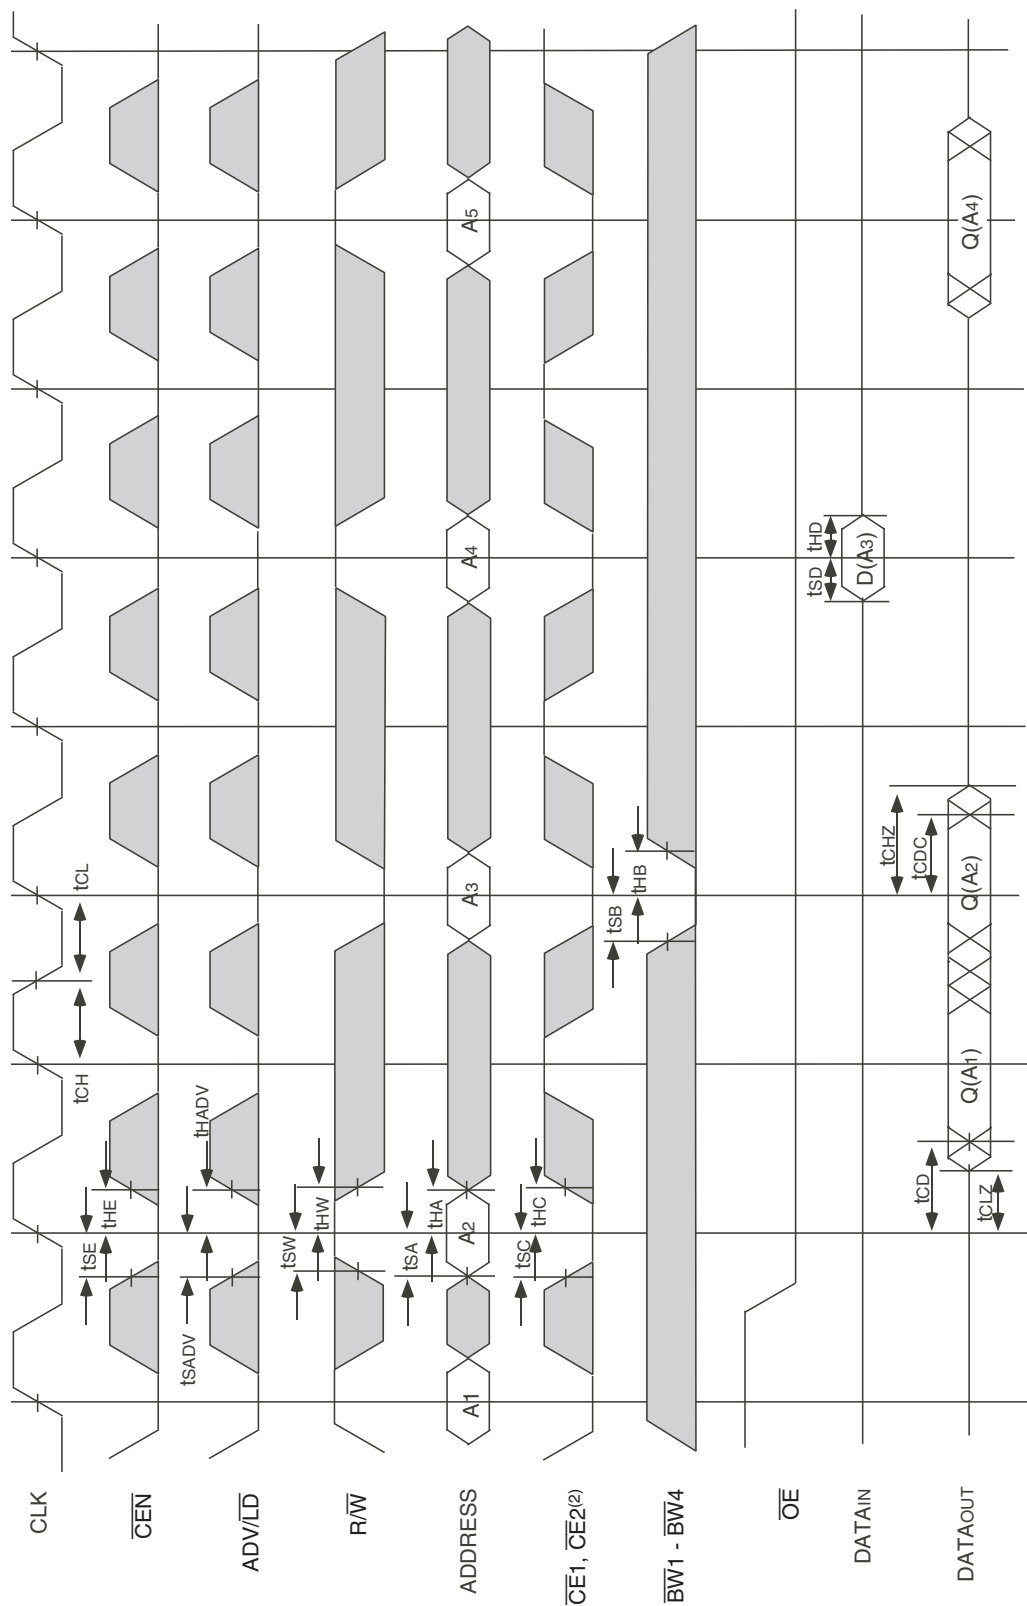 CLK
tCH
tCL
CEN
tSE
tHE
ADV/LD
tSADV
tHADV
R/W
tSW
tHW
ADDRESS
A1
A2
A3
A4
A5
tSA
tHA
CE1, CE2(2)
tSC
tHC
BW1 - BW4
tSB
tHB
OE
DATAIN
tSD
tHD
D(A3)
DATAOUT
tCD
tCLZ
Q(A1)
Q(A2)
tCHZ
tCDC
Q(A4)